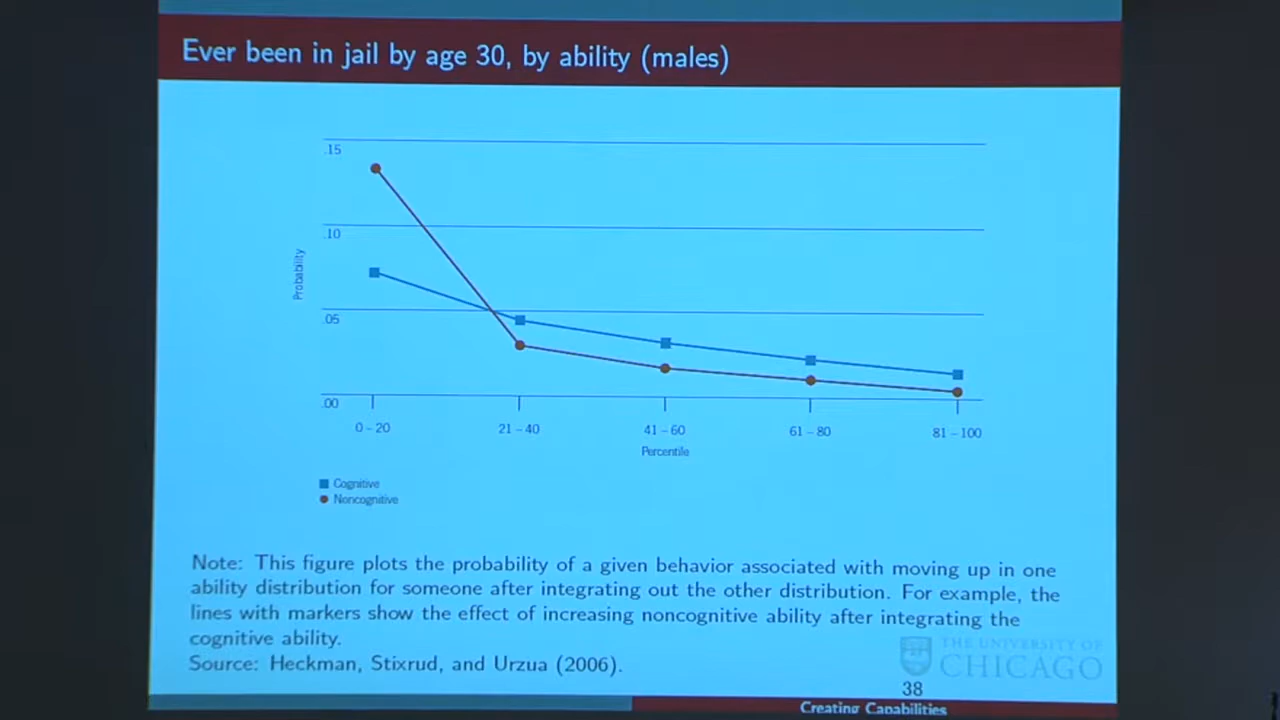 Ever been in jail by age 30, by ability (males)
.15
.10
.05
.00
Probability
0 – 20
21 – 40
41 – 60
61 – 80
81 – 100
Percentile
Cognitive
Noncognitive
Note: This figure plots the probability of a given behavior associated with moving up in one
ability distribution for someone after integrating out the other distribution. For example, the
lines with markers show the effect of increasing noncognitive ability after integrating the
cognitive ability.
Source: Heckman, Stixrud, and Urzua (2006).
THE UNIVERSITY OF
CHICAGO
38
Creating Capabilities